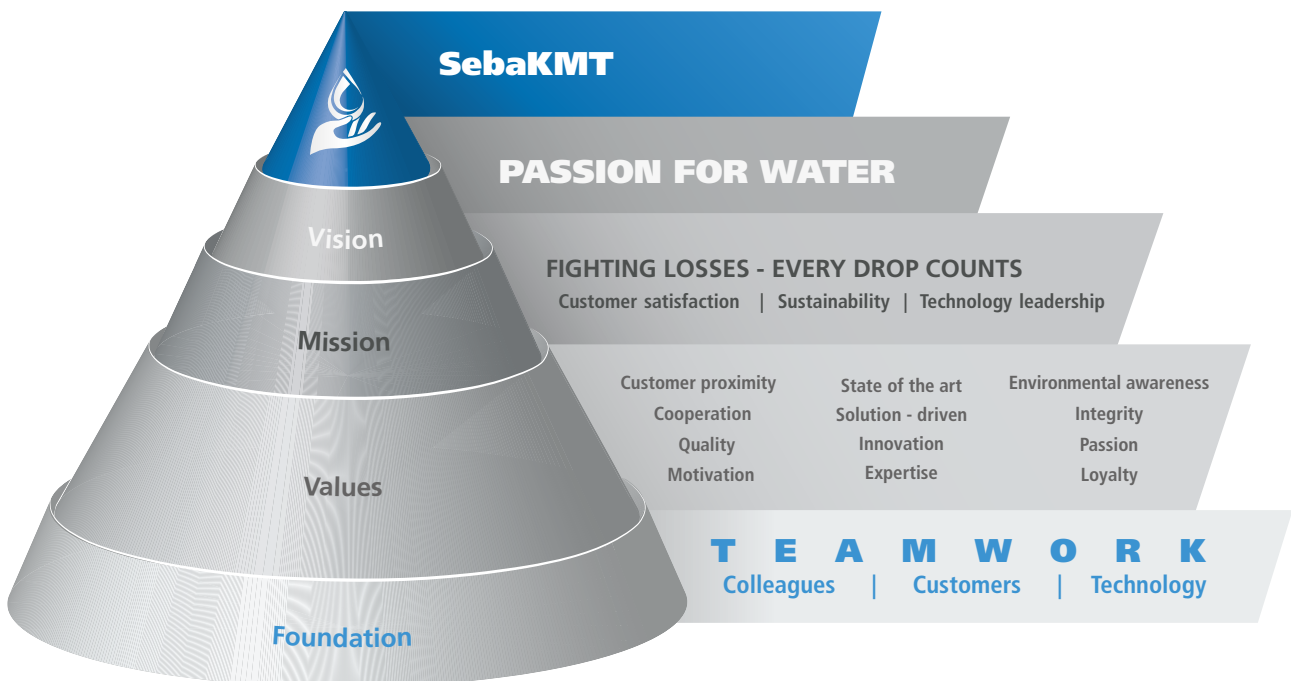 SebaKMT
PASSION FOR WATER
Vision
FIGHTING LOSSES - EVERY DROP COUNTS
Customer satisfaction | Sustainability | Technology leadership
Mission
Customer proximity State of the art Environmental awareness
Cooperation Solution - driven Integrity
Quality Innovation Passion
Motivation Expertise Loyalty
Values
TEAMWORK
Colleagues | Customers | Technology
Foundation